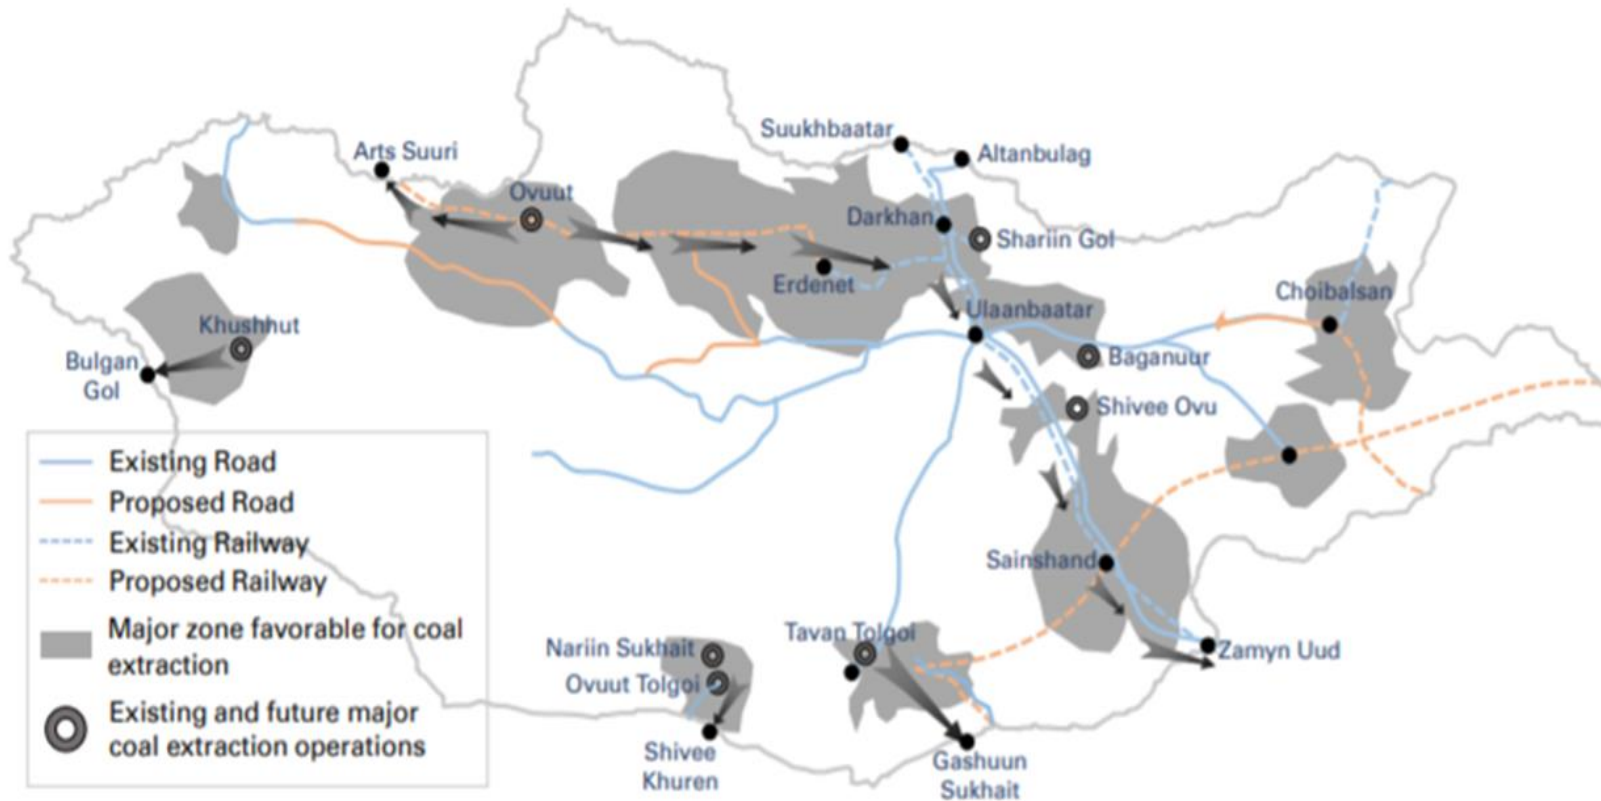 Suukhbaatar
Altanbulag
Arts Suuri
Ovuut
Darkhan
Shariin Gol
Erdenet
Choibalsan
Ulaanbaatar
Khushhut
Bulgan
Gol
Baganuur
Shivee Ovu
Existing Road
Proposed Road
Existing Railway
Proposed Railway
Major zone favorable for coal
extraction
Existing and future major
coal extraction operations
Sainshand
Tavan Tolgoi
Nariin Sukhait
Ovuut Tolgoi
Zamyn Uud
Shivee
Khuren
Gashuun
Sukhait